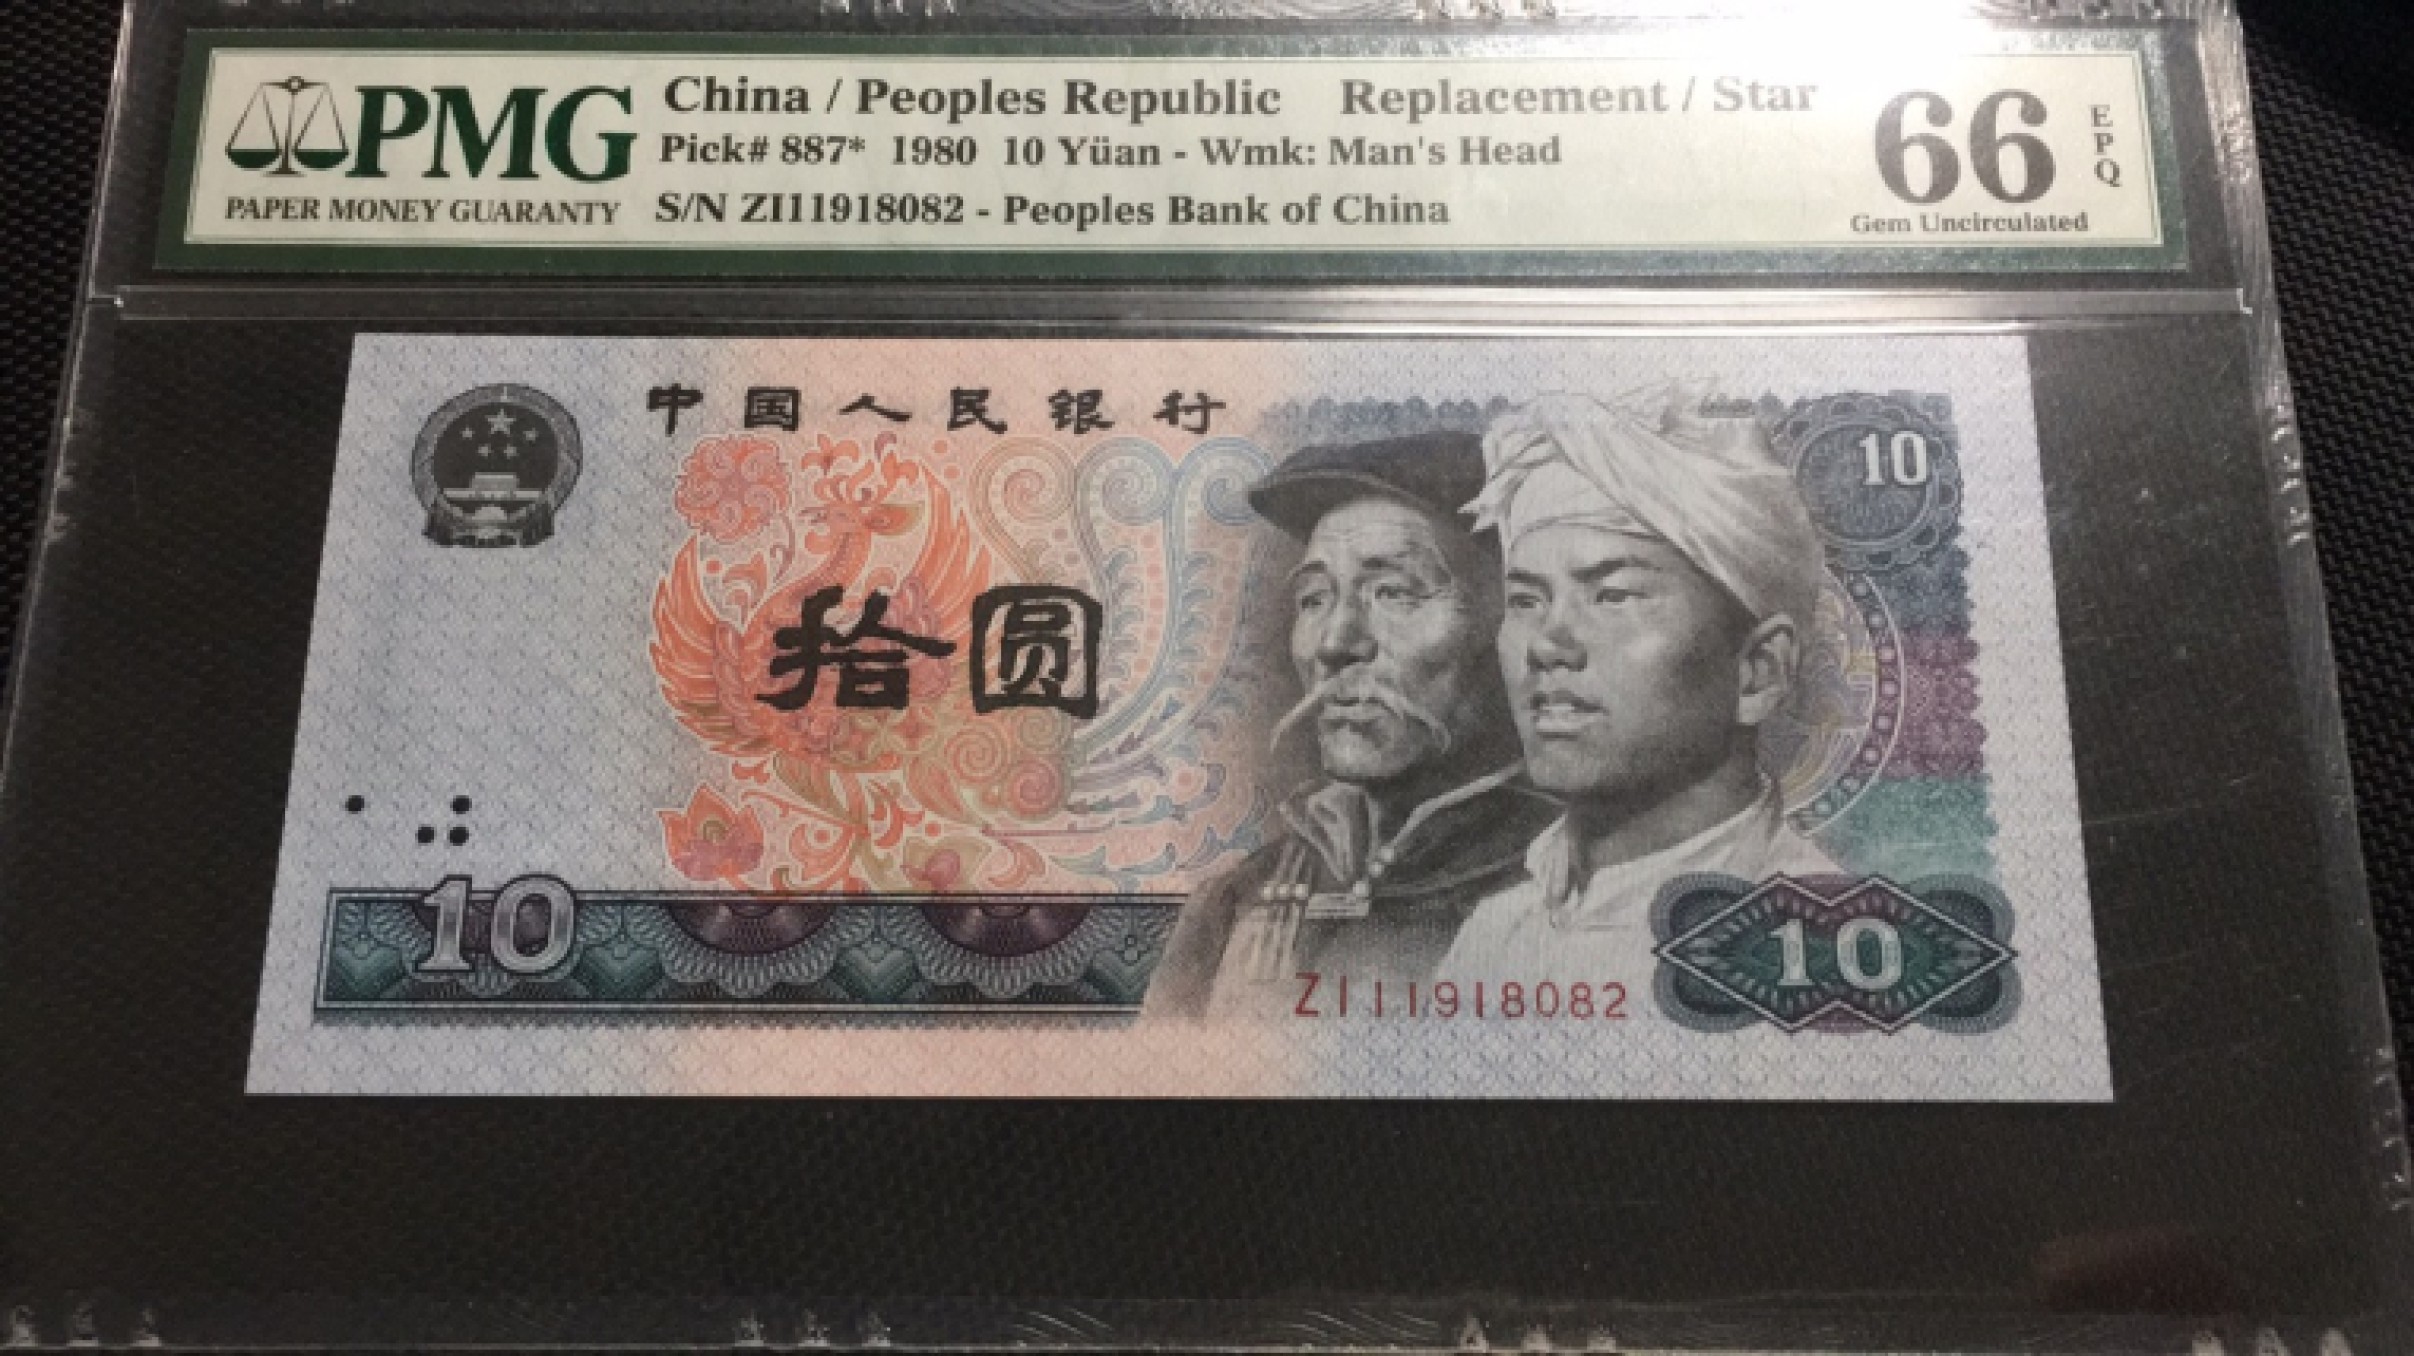 PMG
PAPER MONEY GUARANTY
China / Peoples Republic Replacement / Star
Pick# 887* 1980 10 Yüan - Wmk: Man's Head
S/N ZI11918082 - Peoples Bank of China
66
EPQ
Gem Uncirculated
中国人民银行
10
拾圆
10
10
ZI11918082